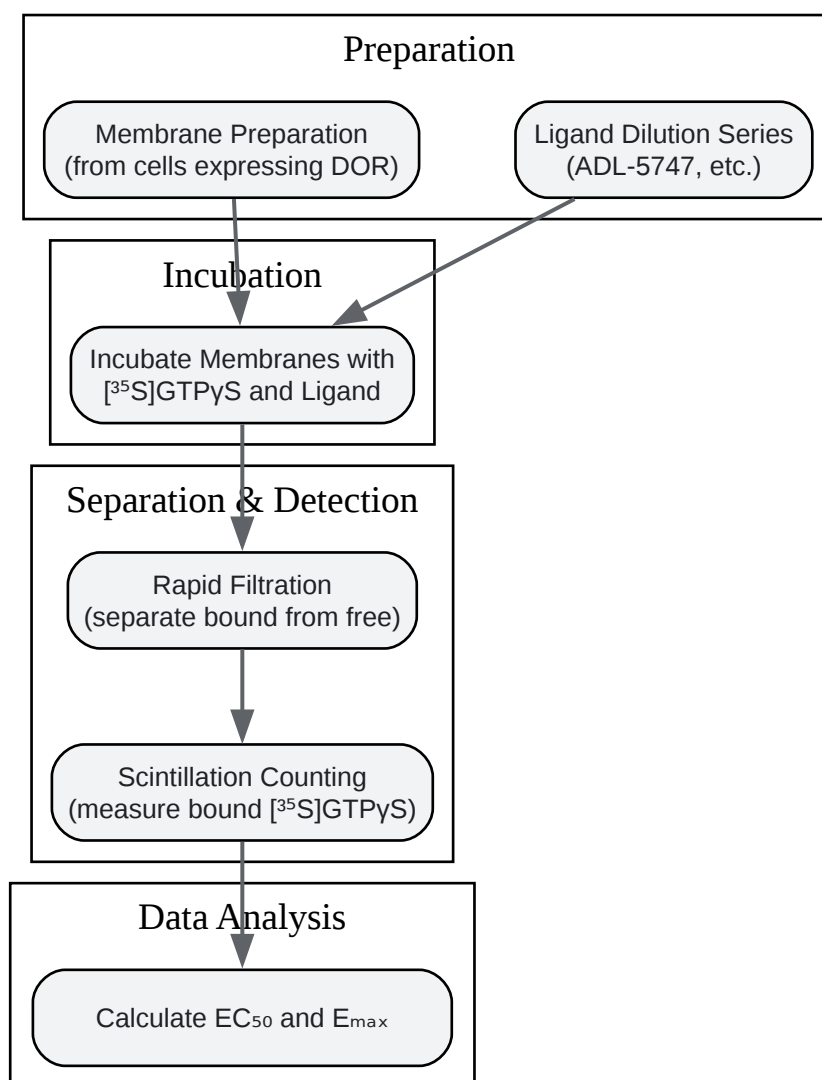 Preparation
Membrane Preparation
(from cells expressing DOR)
Ligand Dilution Series
(ADL-5747, etc.)
Incubation
Incubate Membranes with
[³⁵S]GTPγS and Ligand
Separation & Detection
Rapid Filtration
(separate bound from free)
Scintillation Counting
(measure bound [³⁵S]GTPγS)
Data Analysis
Calculate EC₅₀ and Eₘₐₓ